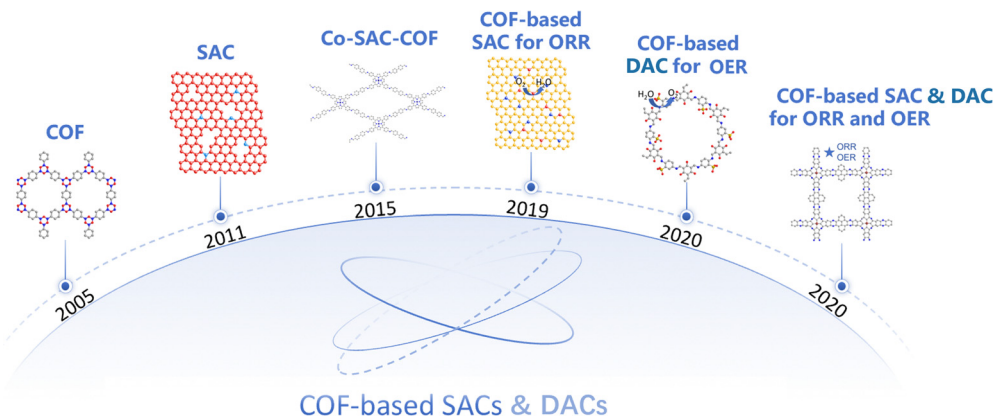 COF
SAC
Co-SAC-COF
COF-based
SAC for ORR
O₂ H₂O
COF-based
DAC for OER
H₂O O₂
COF-based SAC & DAC
for ORR and OER
★ ORR
OER
2005
2011
2015
2019
2020
2020
COF-based SACs & DACs